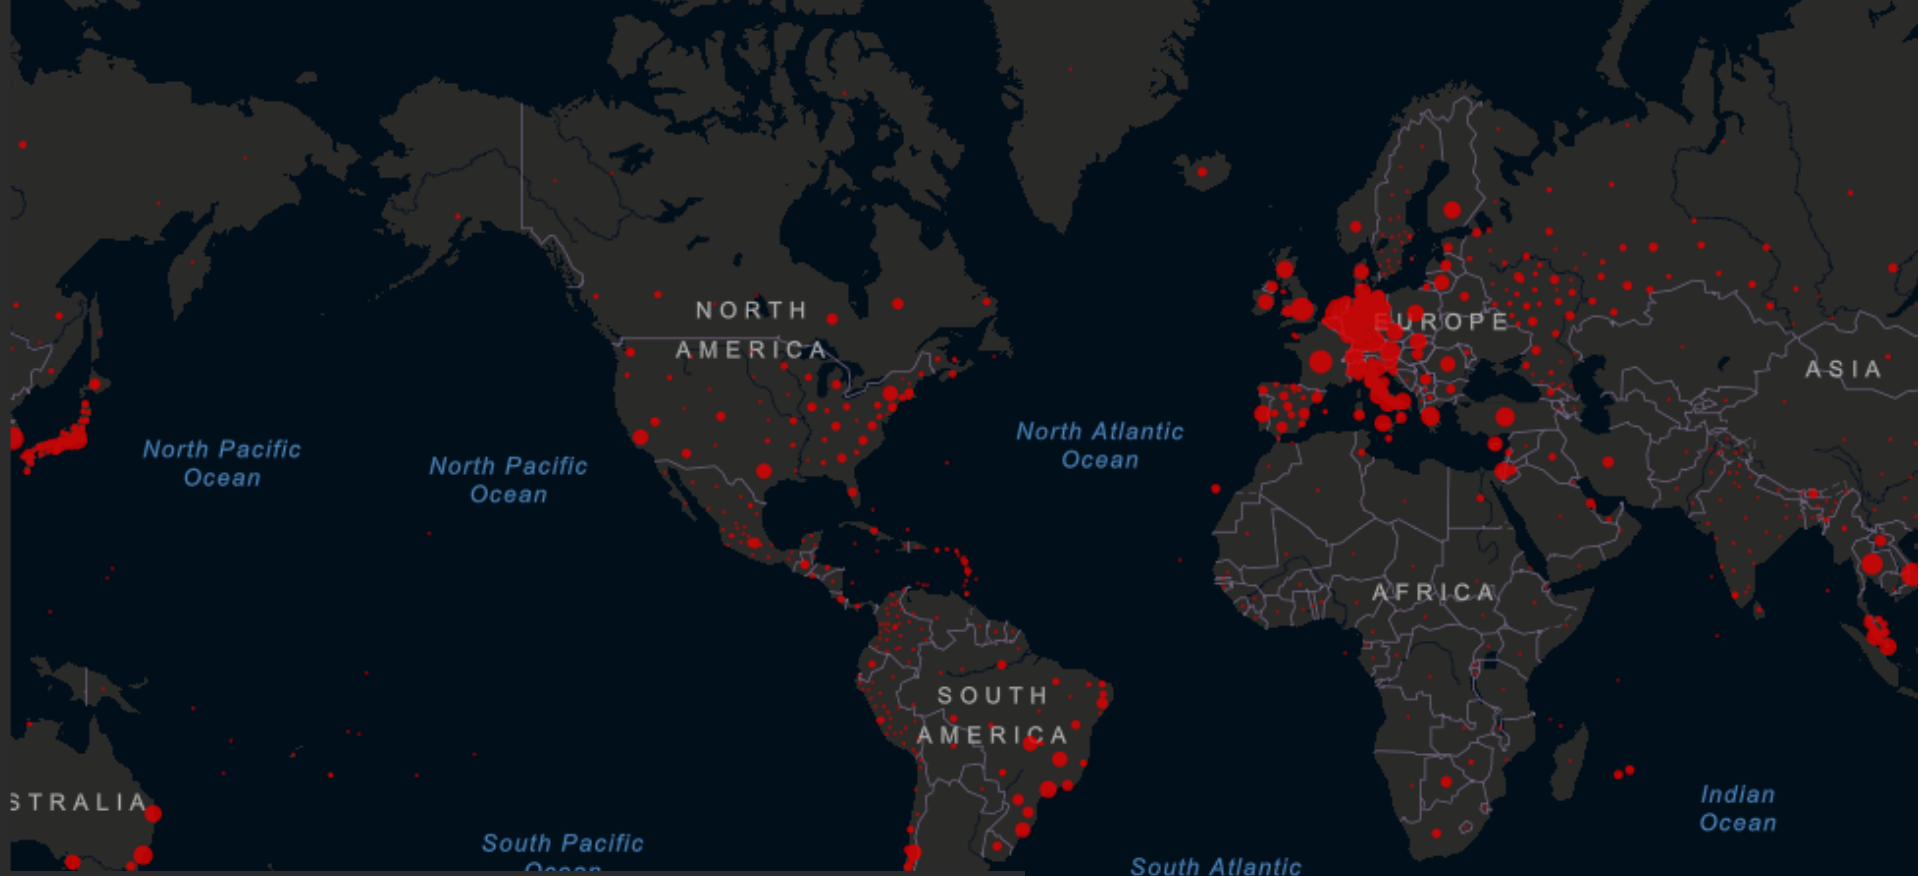 NORTH
AMERICA
EUROPE
ASIA
North Pacific
Ocean
North Pacific
Ocean
North Atlantic
Ocean
AFRICA
SOUTH
AMERICA
STRALIA
South Pacific
Ocean
Indian
Ocean
South Atlantic